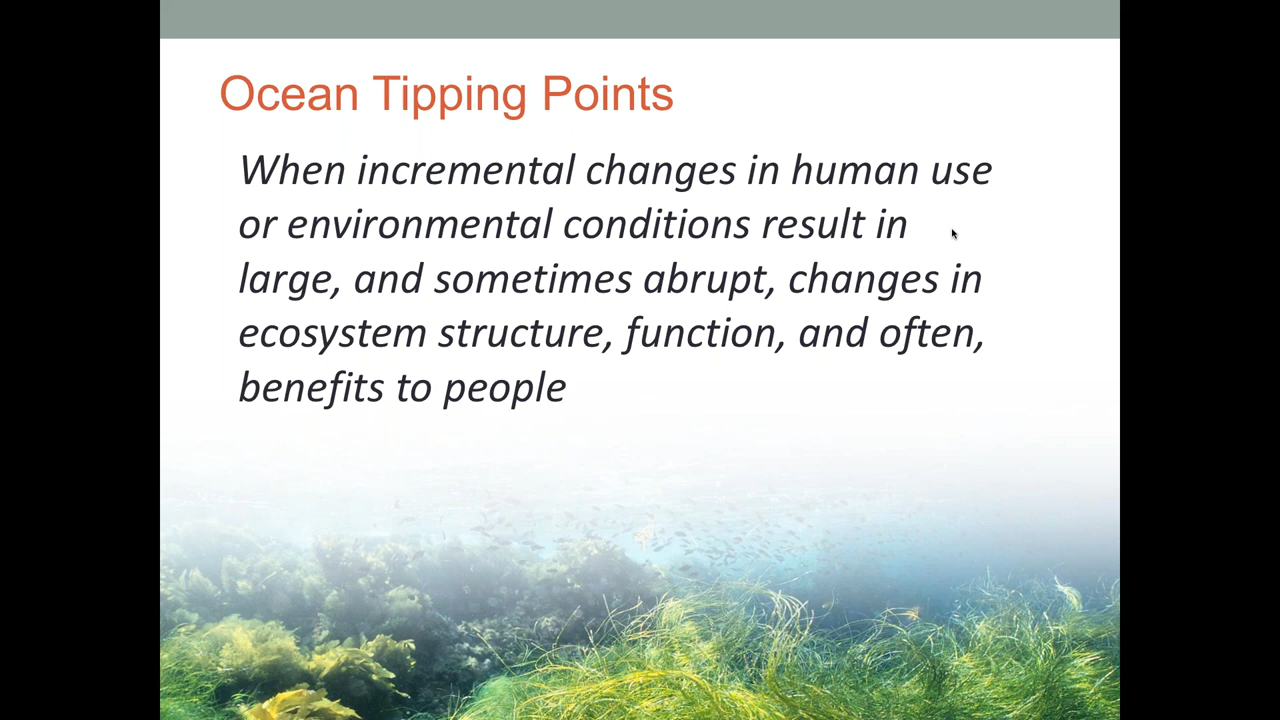 Ocean Tipping Points
When incremental changes in human use
or environmental conditions result in
large, and sometimes abrupt, changes in
ecosystem structure, function, and often,
benefits to people